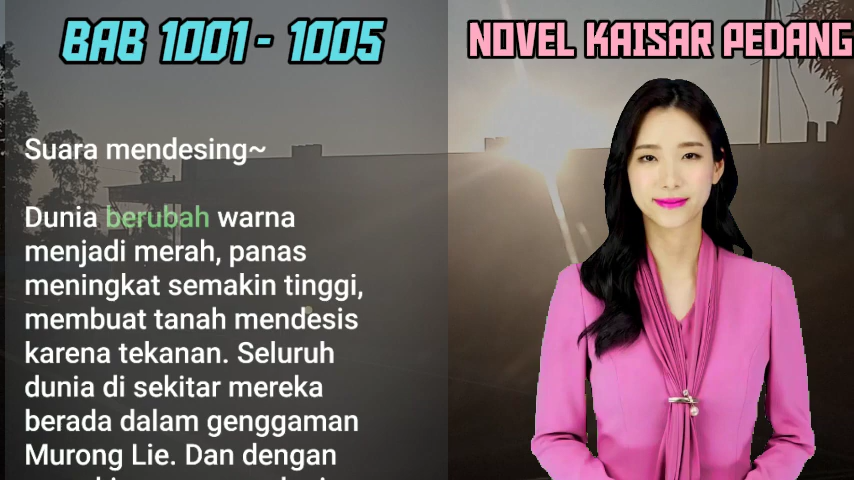 BAB 1001 - 1005
NOVEL KAISAR PEDANG
Suara mendesing~
Dunia berubah warna
menjadi merah, panas
meningkat semakin tinggi,
membuat tanah mendesis
karena tekanan. Seluruh
dunia di sekitar mereka
berada dalam genggaman
Murong Lie. Dan dengan